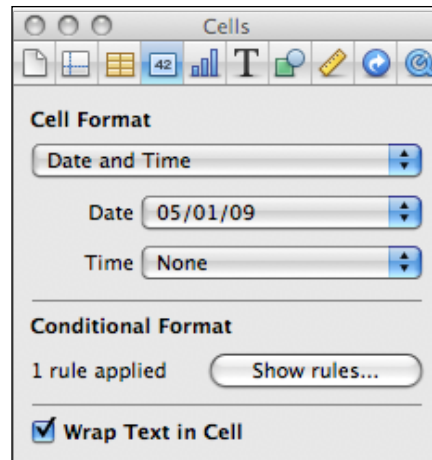 Cells
42
T
Cell Format
Date and Time
Date 05/01/09
Time None
Conditional Format
1 rule applied Show rules...
Wrap Text in Cell